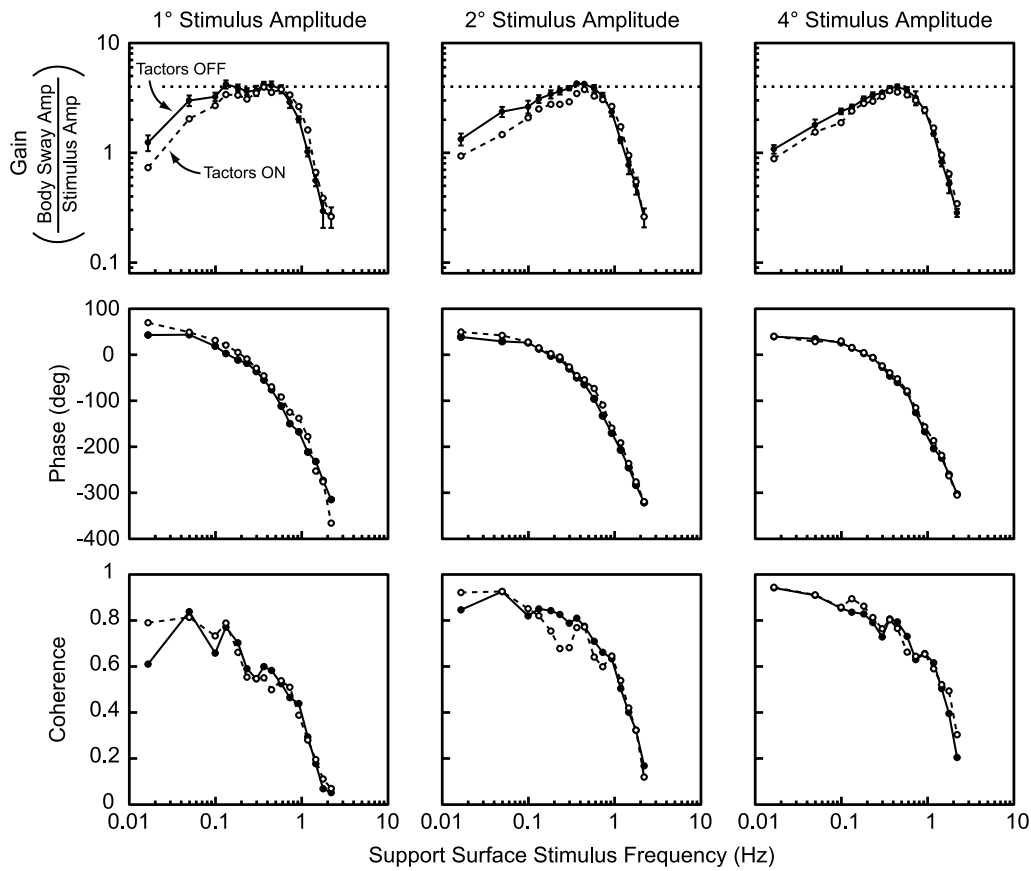 1° Stimulus Amplitude
2° Stimulus Amplitude
4° Stimulus Amplitude
Gain
Body Sway Amp
Stimulus Amp
10
1
0.1
Tactors OFF
Tactors ON
Phase (deg)
100
0
-100
-200
-300
-400
Coherence
1
0.8
0.6
0.4
0.2
0
0.01 0.1 1 10
0.01 0.1 1 10
0.01 0.1 1 10
Support Surface Stimulus Frequency (Hz)